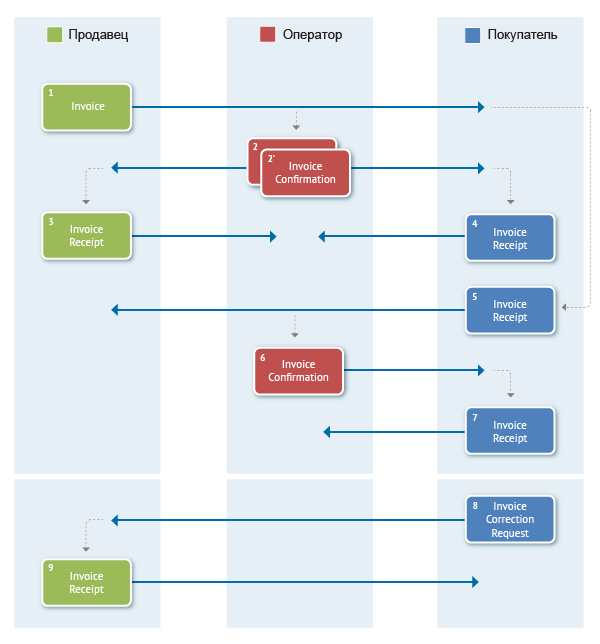 Продавец
Оператор
Покупатель
1
Invoice
2
2'
Invoice
Confirmation
3
Invoice
Receipt
4
Invoice
Receipt
5
Invoice
Receipt
6
Invoice
Confirmation
7
Invoice
Receipt
8
Invoice
Correction
Request
9
Invoice
Receipt